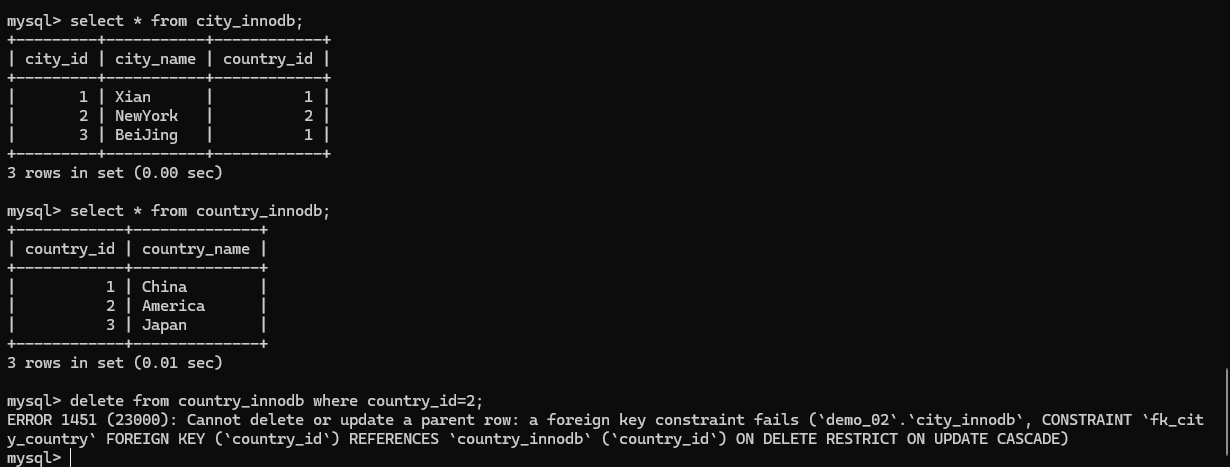 mysql> select * from city_innodb;
+---------+-----------+------------+
| city_id | city_name | country_id |
+---------+-----------+------------+
|       1 | Xian      |          1 |
|       2 | NewYork   |          2 |
|       3 | BeiJing   |          1 |
+---------+-----------+------------+
3 rows in set (0.00 sec)
mysql> select * from country_innodb;
+------------+--------------+
| country_id | country_name |
+------------+--------------+
|          1 | China        |
|          2 | America      |
|          3 | Japan        |
+------------+--------------+
3 rows in set (0.01 sec)
mysql> delete from country_innodb where country_id=2;
ERROR 1451 (23000): Cannot delete or update a parent row: a foreign key constraint fails (`demo_02`.`city_innodb`, CONSTRAINT `fk_cit
y_country` FOREIGN KEY (`country_id`) REFERENCES `country_innodb` (`country_id`) ON DELETE RESTRICT ON UPDATE CASCADE)
mysql>